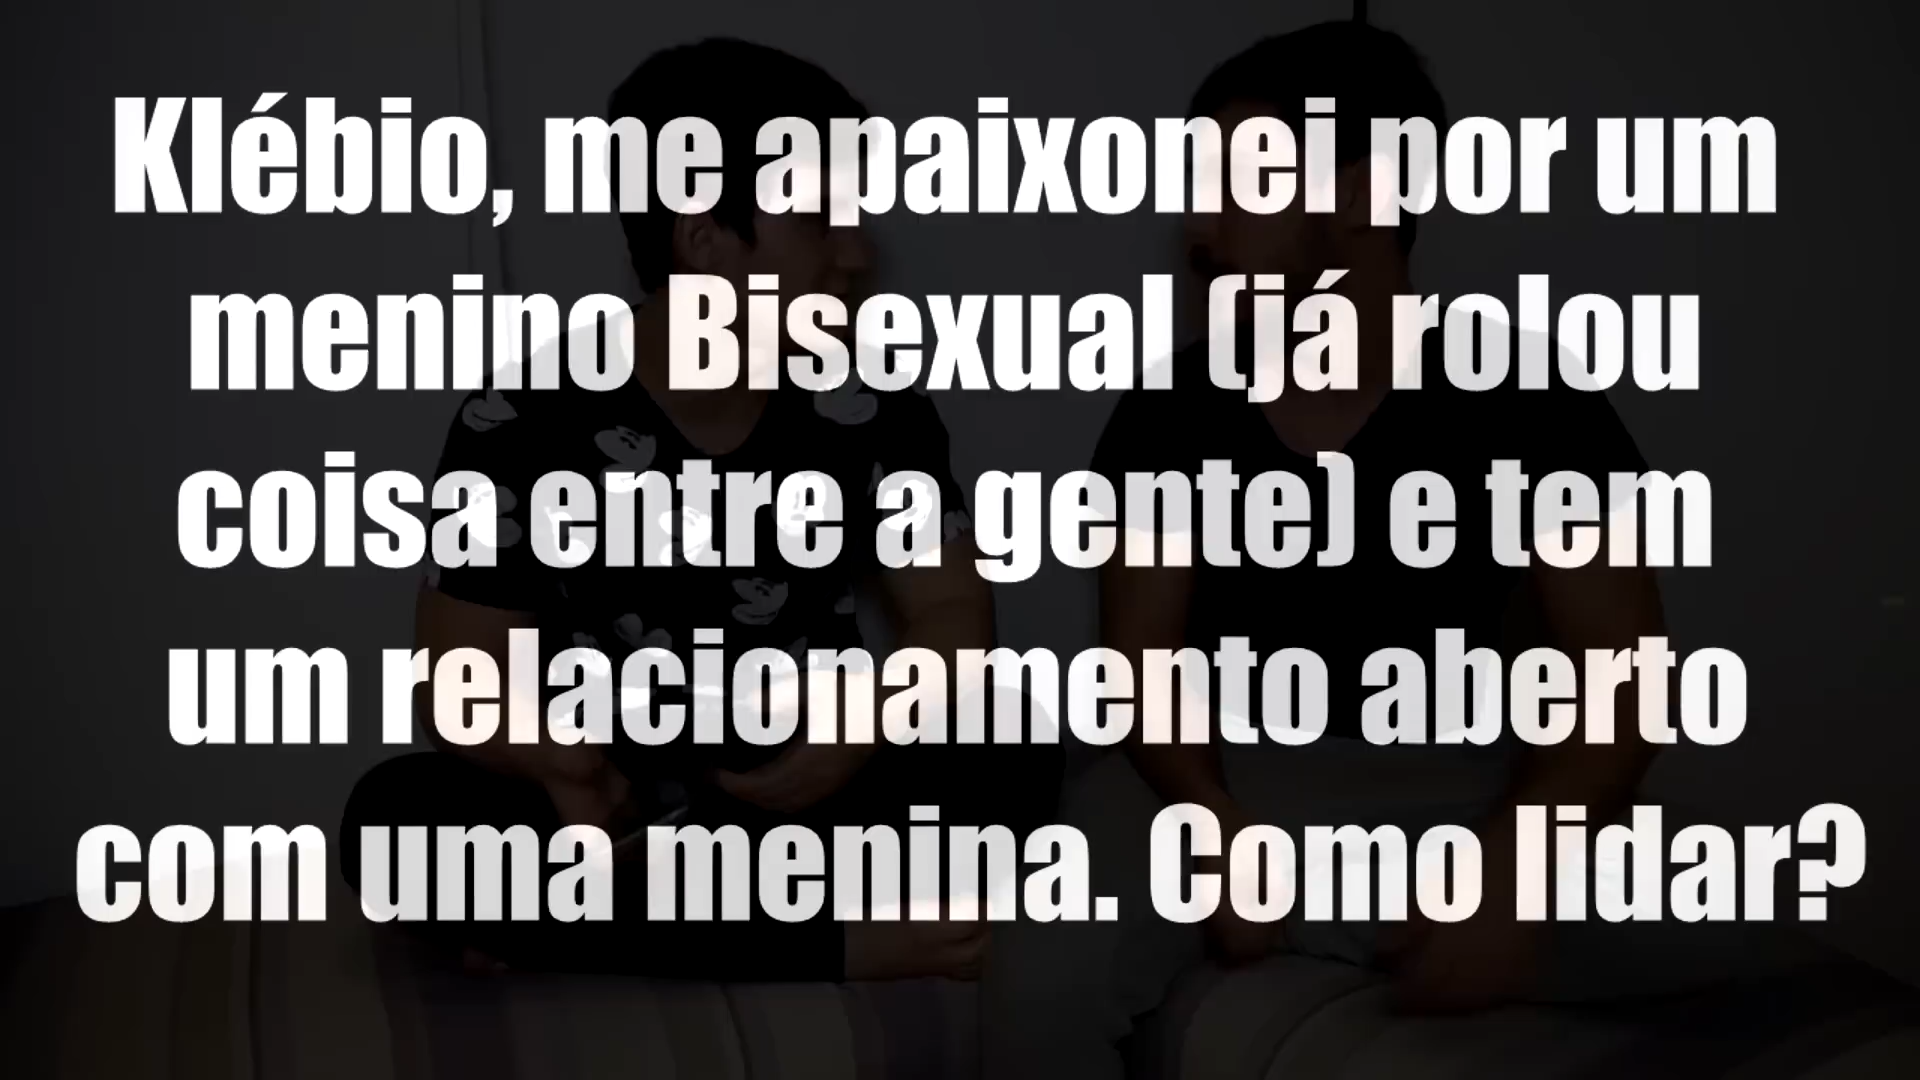 Klébio, me apaixonei por um
menino Bisexual (já rolou
coisa entre a gente) e tem
um relacionamento aberto
com uma menina. Como lidar?